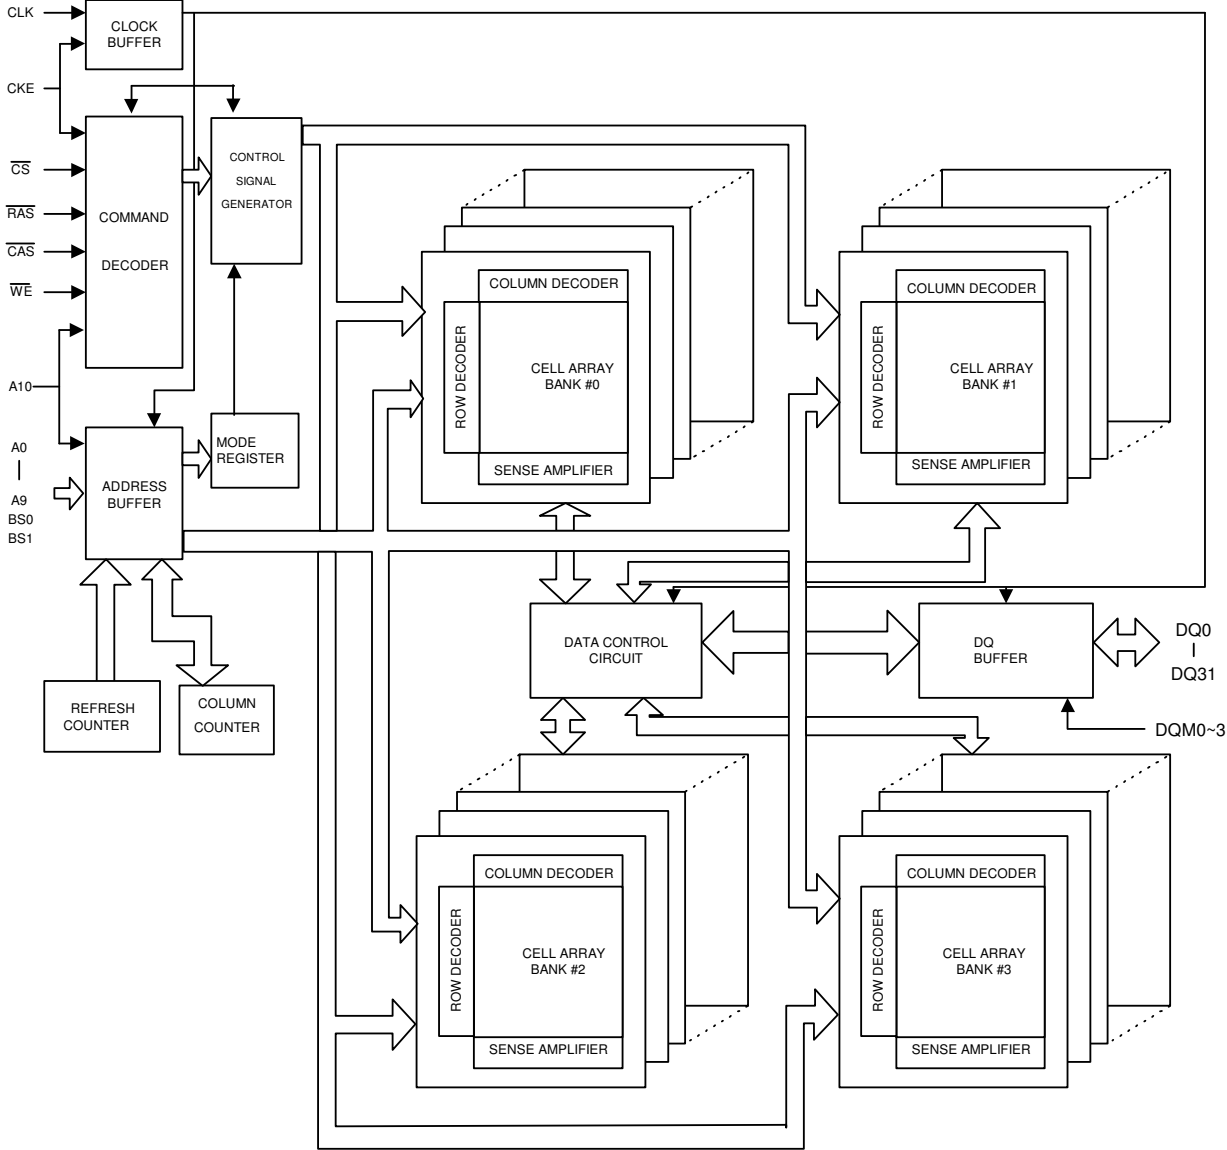 CLK
CLOCK
BUFFER
CKE
CS
RAS
CAS
WE
COMMAND
DECODER
CONTROL
SIGNAL
GENERATOR
A10
A0
A9
BS0
BS1
ADDRESS
BUFFER
MODE
REGISTER
REFRESH
COUNTER
COLUMN
COUNTER
COLUMN DECODER
ROW DECODER
CELL ARRAY
BANK #0
SENSE AMPLIFIER
COLUMN DECODER
ROW DECODER
CELL ARRAY
BANK #1
SENSE AMPLIFIER
DATA CONTROL
CIRCUIT
DQ
BUFFER
DQ0
DQ31
DQM0~3
COLUMN DECODER
ROW DECODER
CELL ARRAY
BANK #2
SENSE AMPLIFIER
COLUMN DECODER
ROW DECODER
CELL ARRAY
BANK #3
SENSE AMPLIFIER